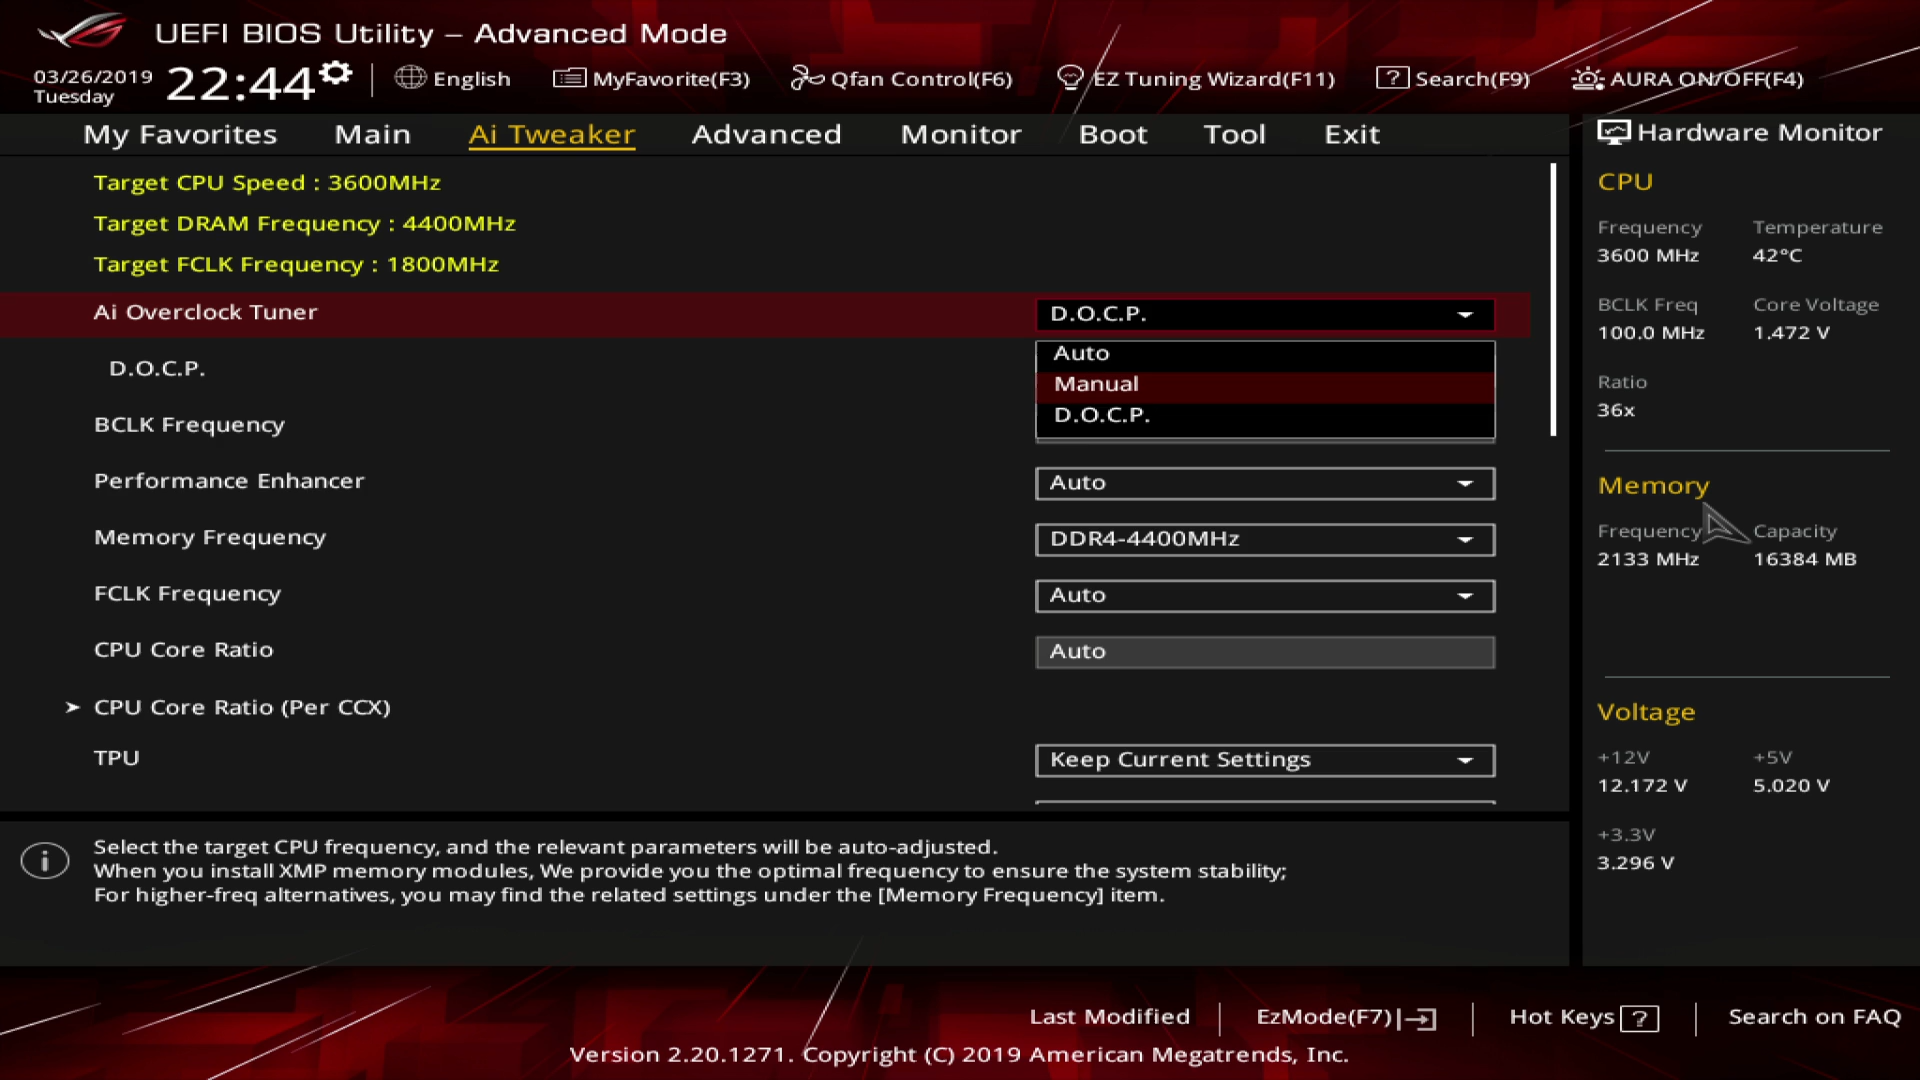 UEFI BIOS Utility – Advanced Mode
03/26/2019
Tuesday
22:44
English
MyFavorite(F3)
Qfan Control(F6)
EZ Tuning Wizard(F11)
? Search(F9)
AURA ON/OFF(F4)
My Favorites
Main
Ai Tweaker
Advanced
Monitor
Boot
Tool
Exit
Target CPU Speed : 3600MHz
Target DRAM Frequency : 4400MHz
Target FCLK Frequency : 1800MHz
Ai Overclock Tuner
D.O.C.P.
Auto
Manual
D.O.C.P.
D.O.C.P.
BCLK Frequency
Performance Enhancer
Auto
Memory Frequency
DDR4-4400MHz
FCLK Frequency
Auto
CPU Core Ratio
Auto
CPU Core Ratio (Per CCX)
TPU
Keep Current Settings
Select the target CPU frequency, and the relevant parameters will be auto-adjusted.
When you install XMP memory modules, We provide you the optimal frequency to ensure the system stability;
For higher-freq alternatives, you may find the related settings under the [Memory Frequency] item.
Hardware Monitor
CPU
Frequency
Temperature
3600 MHz
42°C
BCLK Freq
Core Voltage
100.0 MHz
1.472 V
Ratio
36x
Memory
Frequency
Capacity
2133 MHz
16384 MB
Voltage
+12V
+5V
12.172 V
5.020 V
+3.3V
3.296 V
Last Modified
EzMode(F7)
Hot Keys ?
Search on FAQ
Version 2.20.1271. Copyright (C) 2019 American Megatrends, Inc.